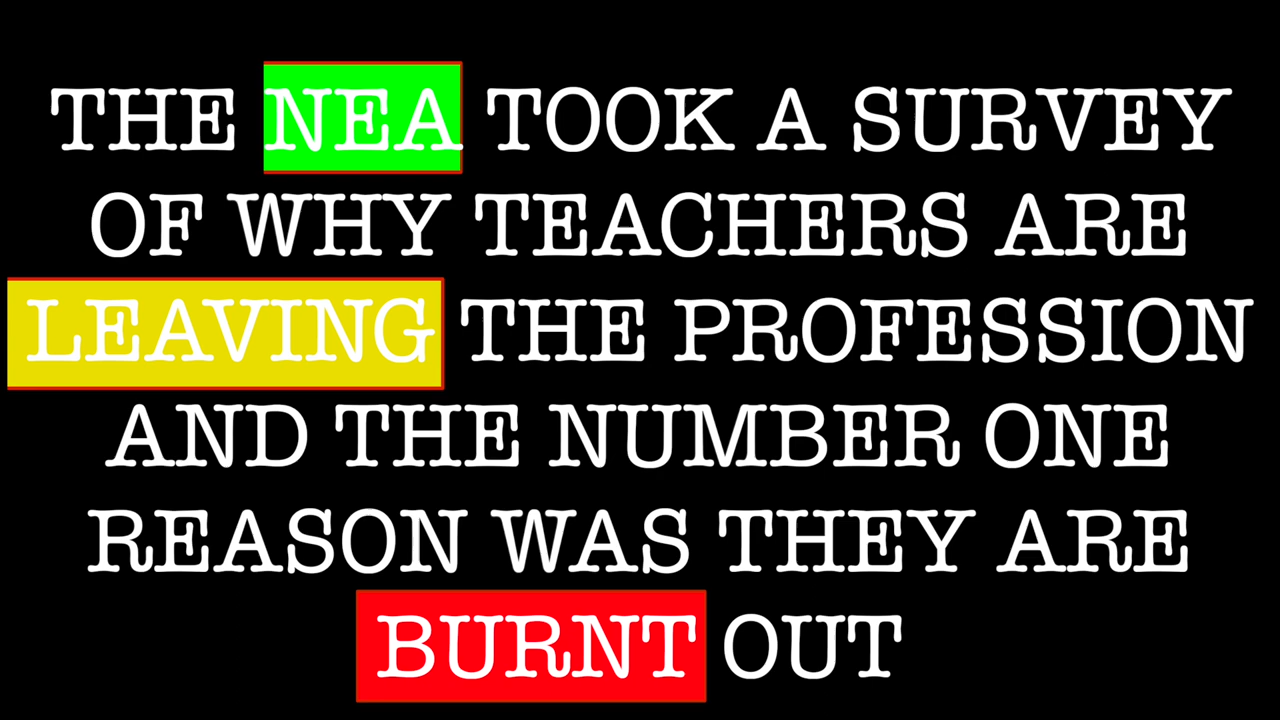 THE NEA TOOK A SURVEY
OF WHY TEACHERS ARE
LEAVING THE PROFESSION
AND THE NUMBER ONE
REASON WAS THEY ARE
BURNT OUT